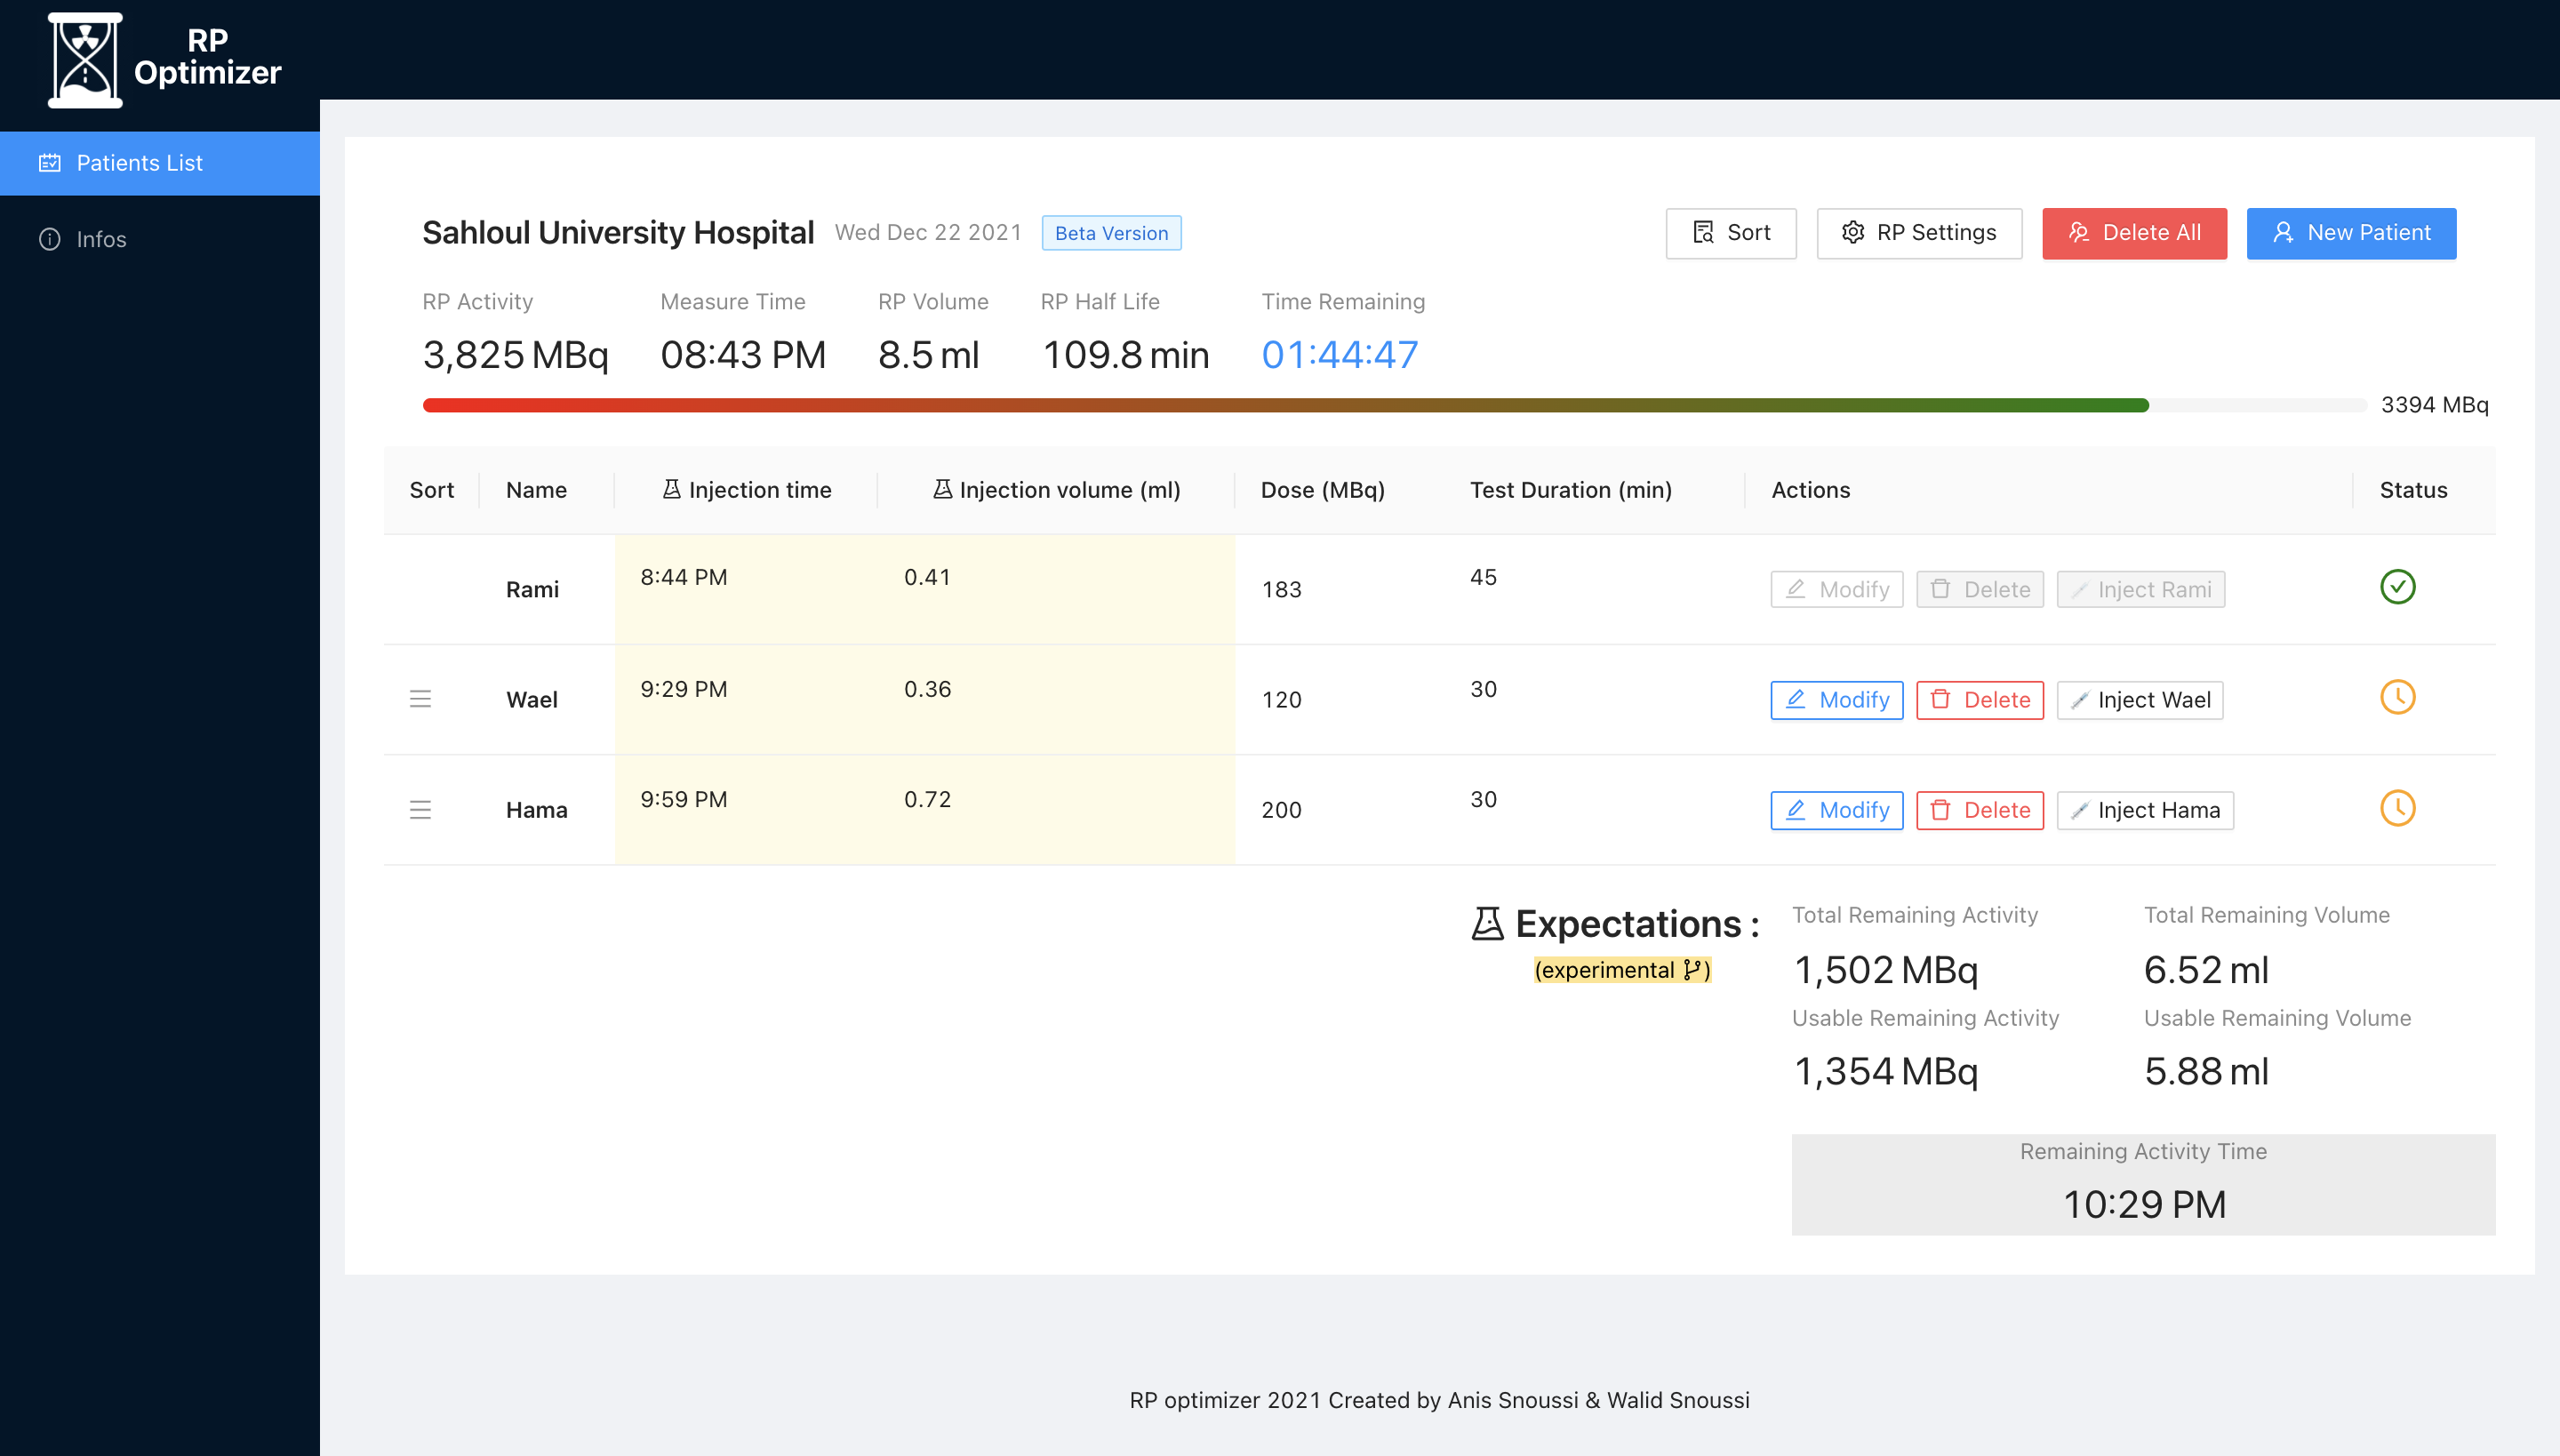 RP
Optimizer
Patients List
Infos
Sahloul University Hospital Wed Dec 22 2021 Beta Version
Sort RP Settings Delete All New Patient
RP Activity Measure Time RP Volume RP Half Life Time Remaining
3,825 MBq 08:43 PM 8.5 ml 109.8 min 01:44:47
3394 MBq
Sort Name Injection time Injection volume (ml) Dose (MBq) Test Duration (min) Actions Status
Rami 8:44 PM 0.41 183 45 Modify Delete Inject Rami
Wael 9:29 PM 0.36 120 30 Modify Delete Inject Wael
Hama 9:59 PM 0.72 200 30 Modify Delete Inject Hama
Expectations :
(experimental )
Total Remaining Activity Total Remaining Volume
1,502 MBq 6.52 ml
Usable Remaining Activity Usable Remaining Volume
1,354 MBq 5.88 ml
Remaining Activity Time
10:29 PM
RP optimizer 2021 Created by Anis Snoussi & Walid Snoussi